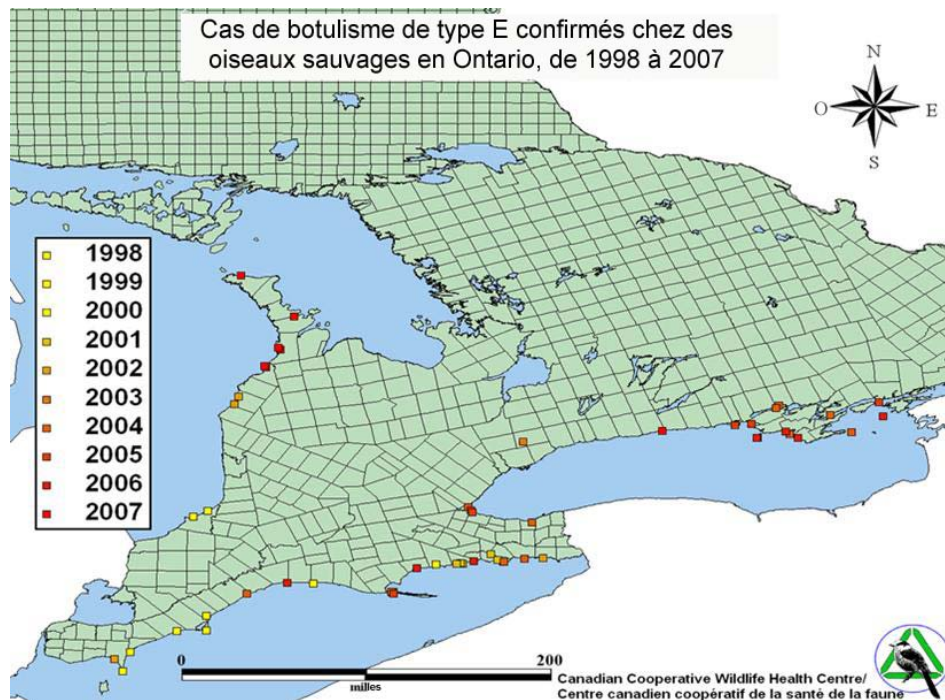 Cas de botulisme de type E confirmés chez des
oiseaux sauvages en Ontario, de 1998 à 2007
N
O
E
S
1998
1999
2000
2001
2002
2003
2004
2005
2006
2007
0
200
milles
Canadian Cooperative Wildlife Health Centre/
Centre canadien coopératif de la santé de la faune